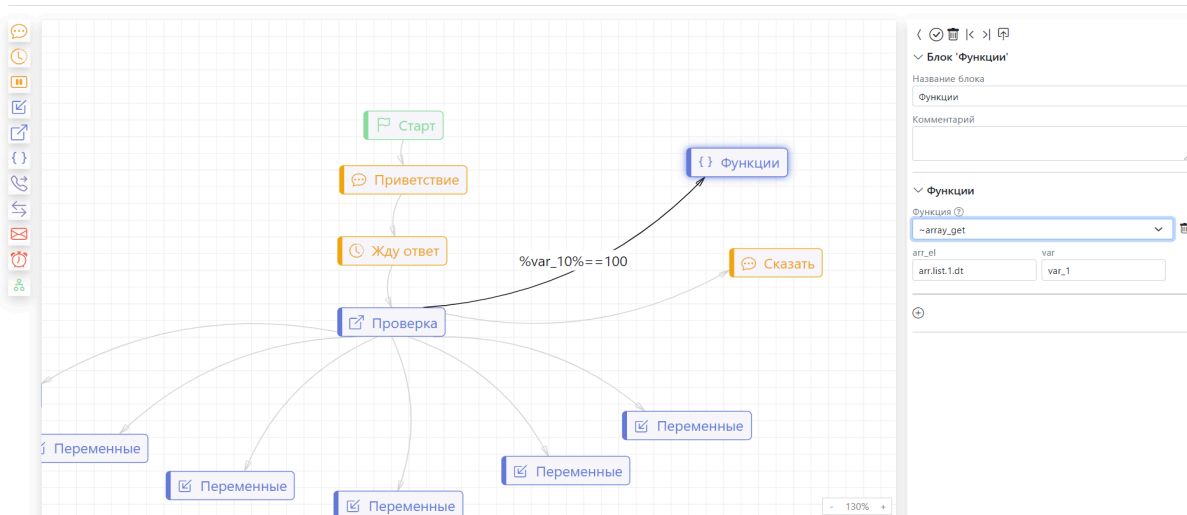 Старт
Приветствие
Жду ответ
Проверка
%var_10%==100
{ } Функции
Сказать
Переменные
Переменные
Переменные
Переменные
Переменные
- 130% +
Блок 'Функции'
Название блока
Функции
Комментарий
Функции
Функция
~array_get
arr_el
var
arr.list.1.dt
var_1